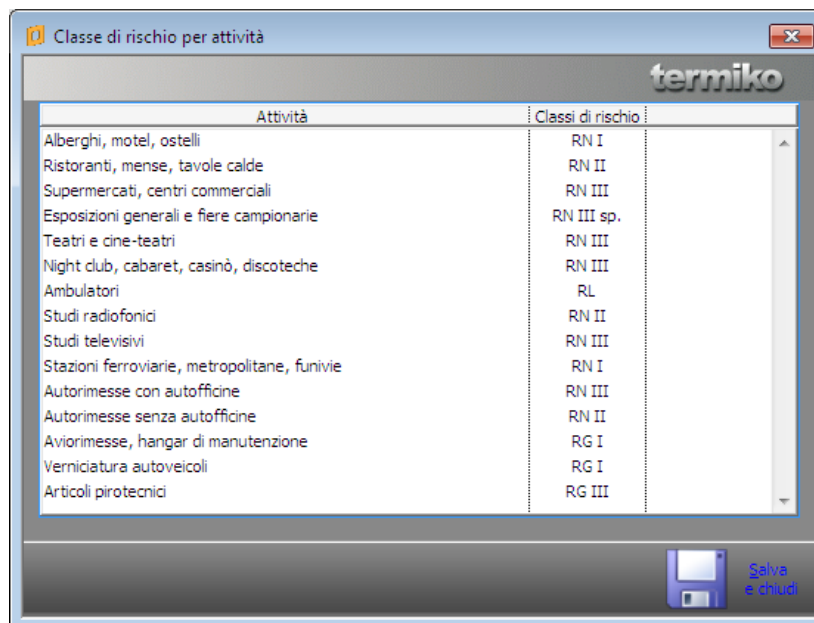 Classe di rischio per attività
termiko
Attività Classi di rischio
Alberghi, motel, ostelli RN I
Ristoranti, mense, tavole calde RN II
Supermercati, centri commerciali RN III
Esposizioni generali e fiere campionarie RN III sp.
Teatri e cine-teatri RN III
Night club, cabaret, casinò, discoteche RN III
Ambulatori RL
Studi radiofonici RN II
Studi televisivi RN III
Stazioni ferroviarie, metropolitane, funivie RN I
Autorimesse con autofficine RN III
Autorimesse senza autofficine RN II
Aviorimesse, hangar di manutenzione RG I
Verniciatura autoveicoli RG I
Articoli pirotecnici RG III
Salva
e chiudi